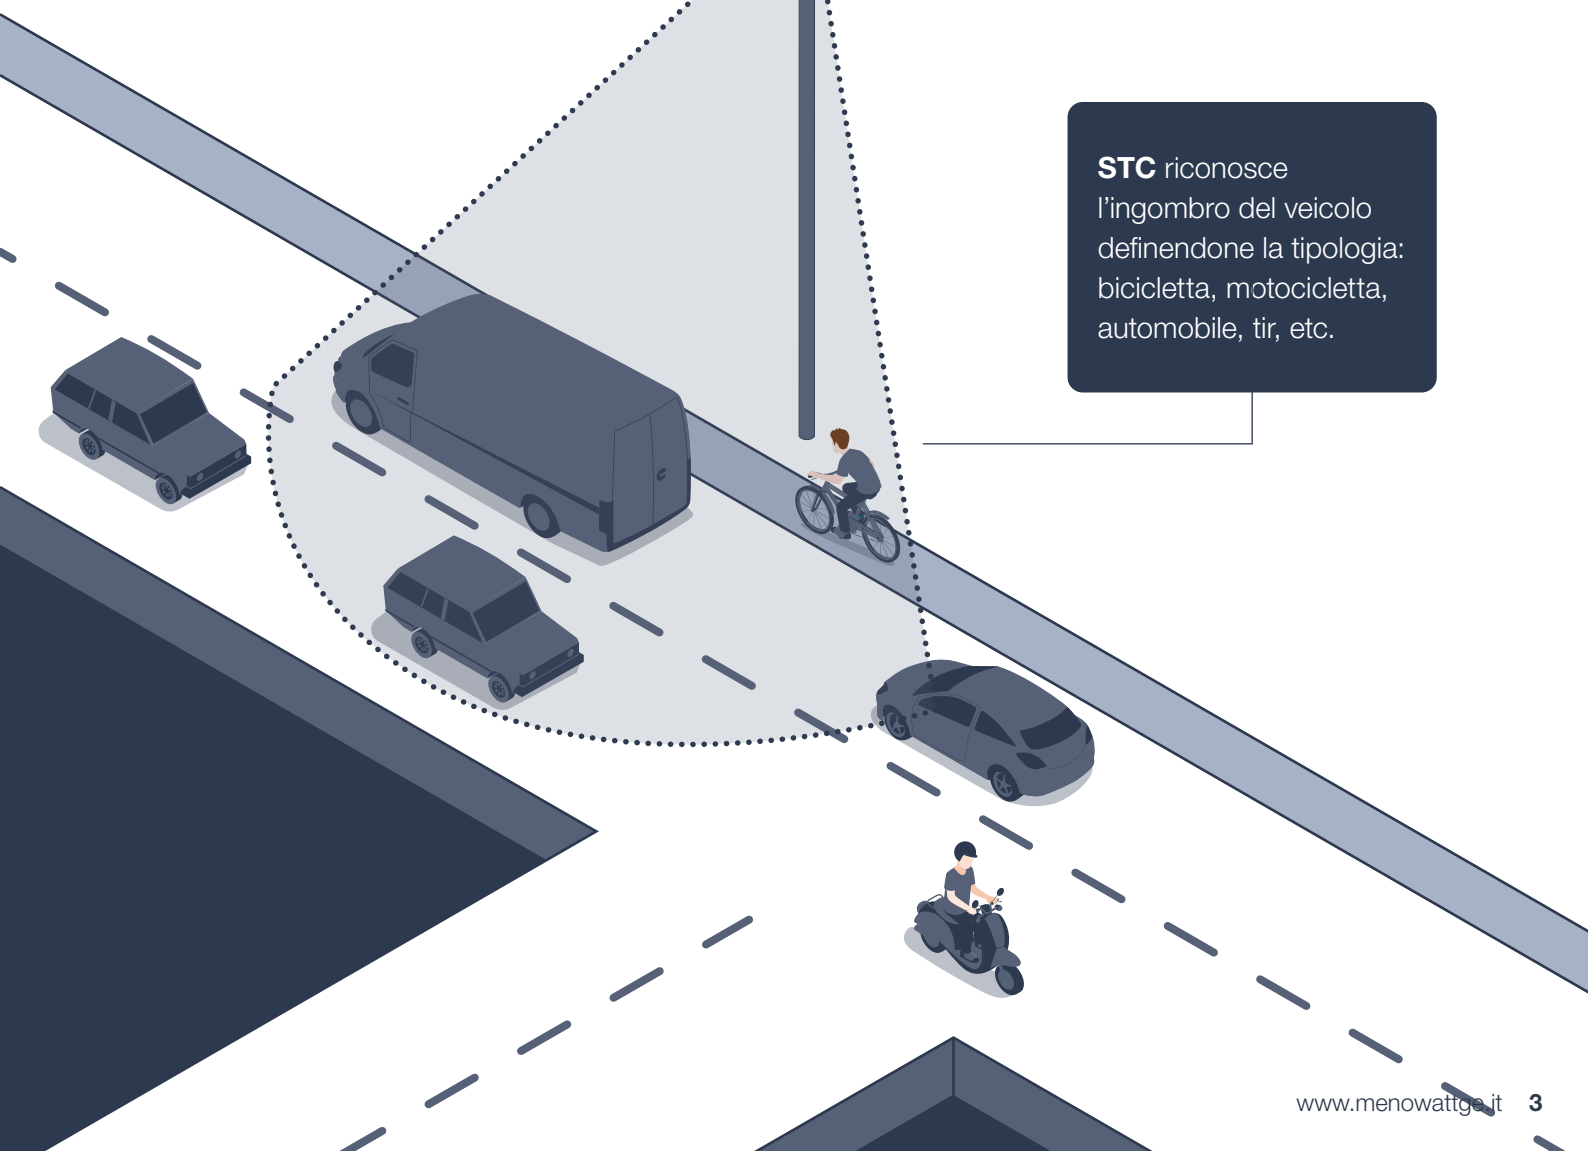 STC riconosce
l'ingombro del veicolo
definendone la tipologia:
bicicletta, motocicletta,
automobile, tir, etc.
www.menowattge.it 3